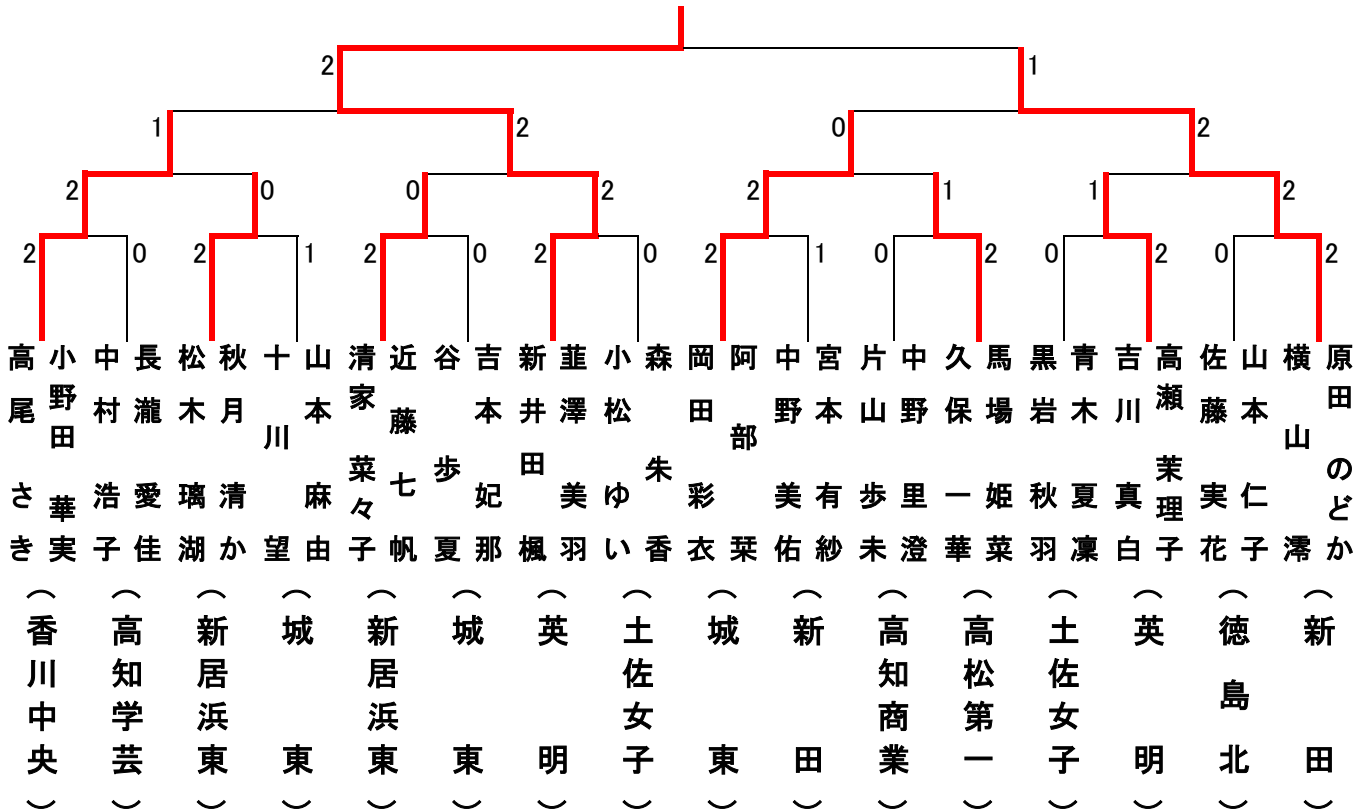 2 1
1 2 0 2
2 0 0 2 2 1 1 2
2 0 2 1 2 0 2 0 2 1 0 2 0 2 0 2
高尾 さき
小野田 華実
中村 浩子
長瀧 愛佳
松木 璃湖
秋月 清か
十川 望
山本 麻由
清家 菜々子
近藤 七帆
谷 歩夏
吉本 妃那
新井田 楓
韮澤 美羽
小松 ゆい
森 朱香
岡田 彩衣
阿部 栞
中野 美佑
宮本 有紗
片山 歩未
中野 里澄
久保 一華
馬場 姫菜
黒岩 秋羽
青木 夏凜
吉川 真白
高瀬 茉理子
佐藤 実花
山本 仁子
横山 澪
原田 のどか
(香川中央)
(高知学芸)
(新居浜東)
(城東)
(新居浜東)
(城東)
(英明)
(土佐女子)
(城東)
(新田)
(高知商業)
(高松第一)
(土佐女子)
(英明)
(徳島北)
(新田)